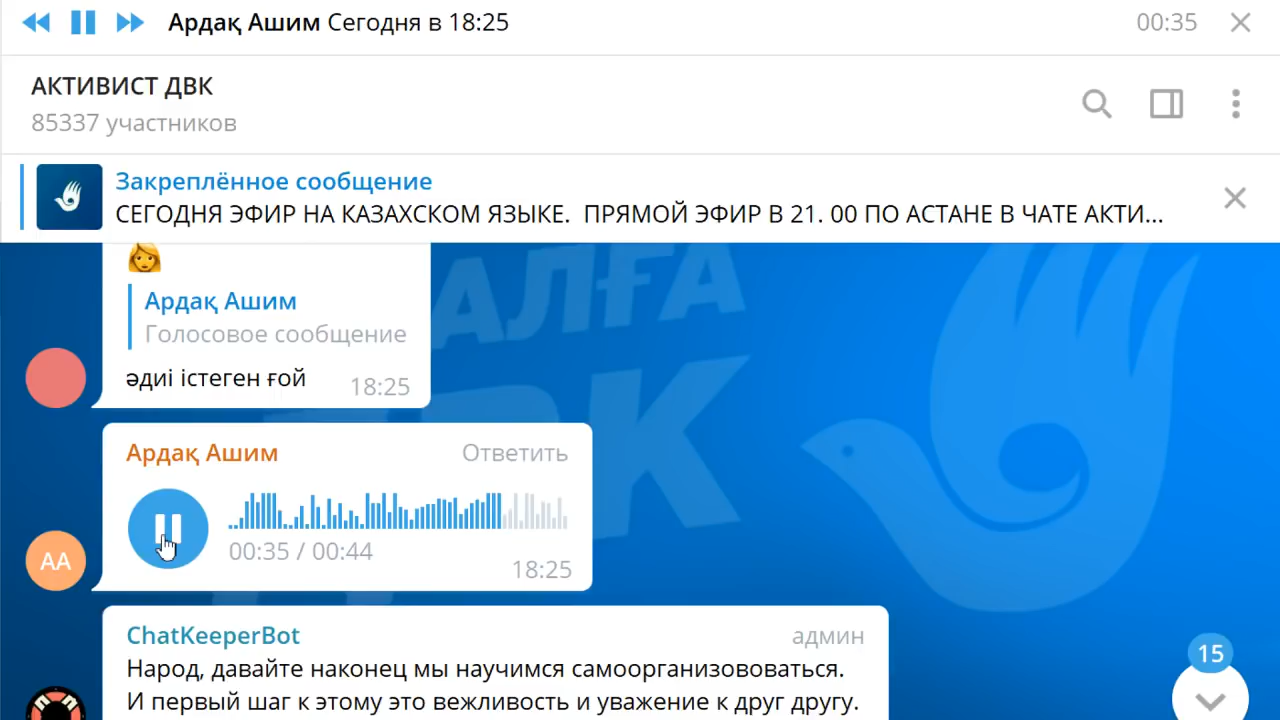 Ардақ Ашим Сегодня в 18:25
00:35
АКТИВИСТ ДВК
85337 участников
Закреплённое сообщение
СЕГОДНЯ ЭФИР НА КАЗАХСКОМ ЯЗЫКЕ. ПРЯМОЙ ЭФИР В 21. 00 ПО АСТАНЕ В ЧАТЕ АКТИ...
АЛҒА
ДВК
Ардақ Ашим
Голосовое сообщение
әдиі істеген ғой
18:25
Ардақ Ашим
Ответить
00:35 / 00:44
18:25
АА
ChatKeeperBot
админ
Народ, давайте наконец мы научимся самоорганизововаться.
И первый шаг к этому это вежливость и уважение к друг другу.
15